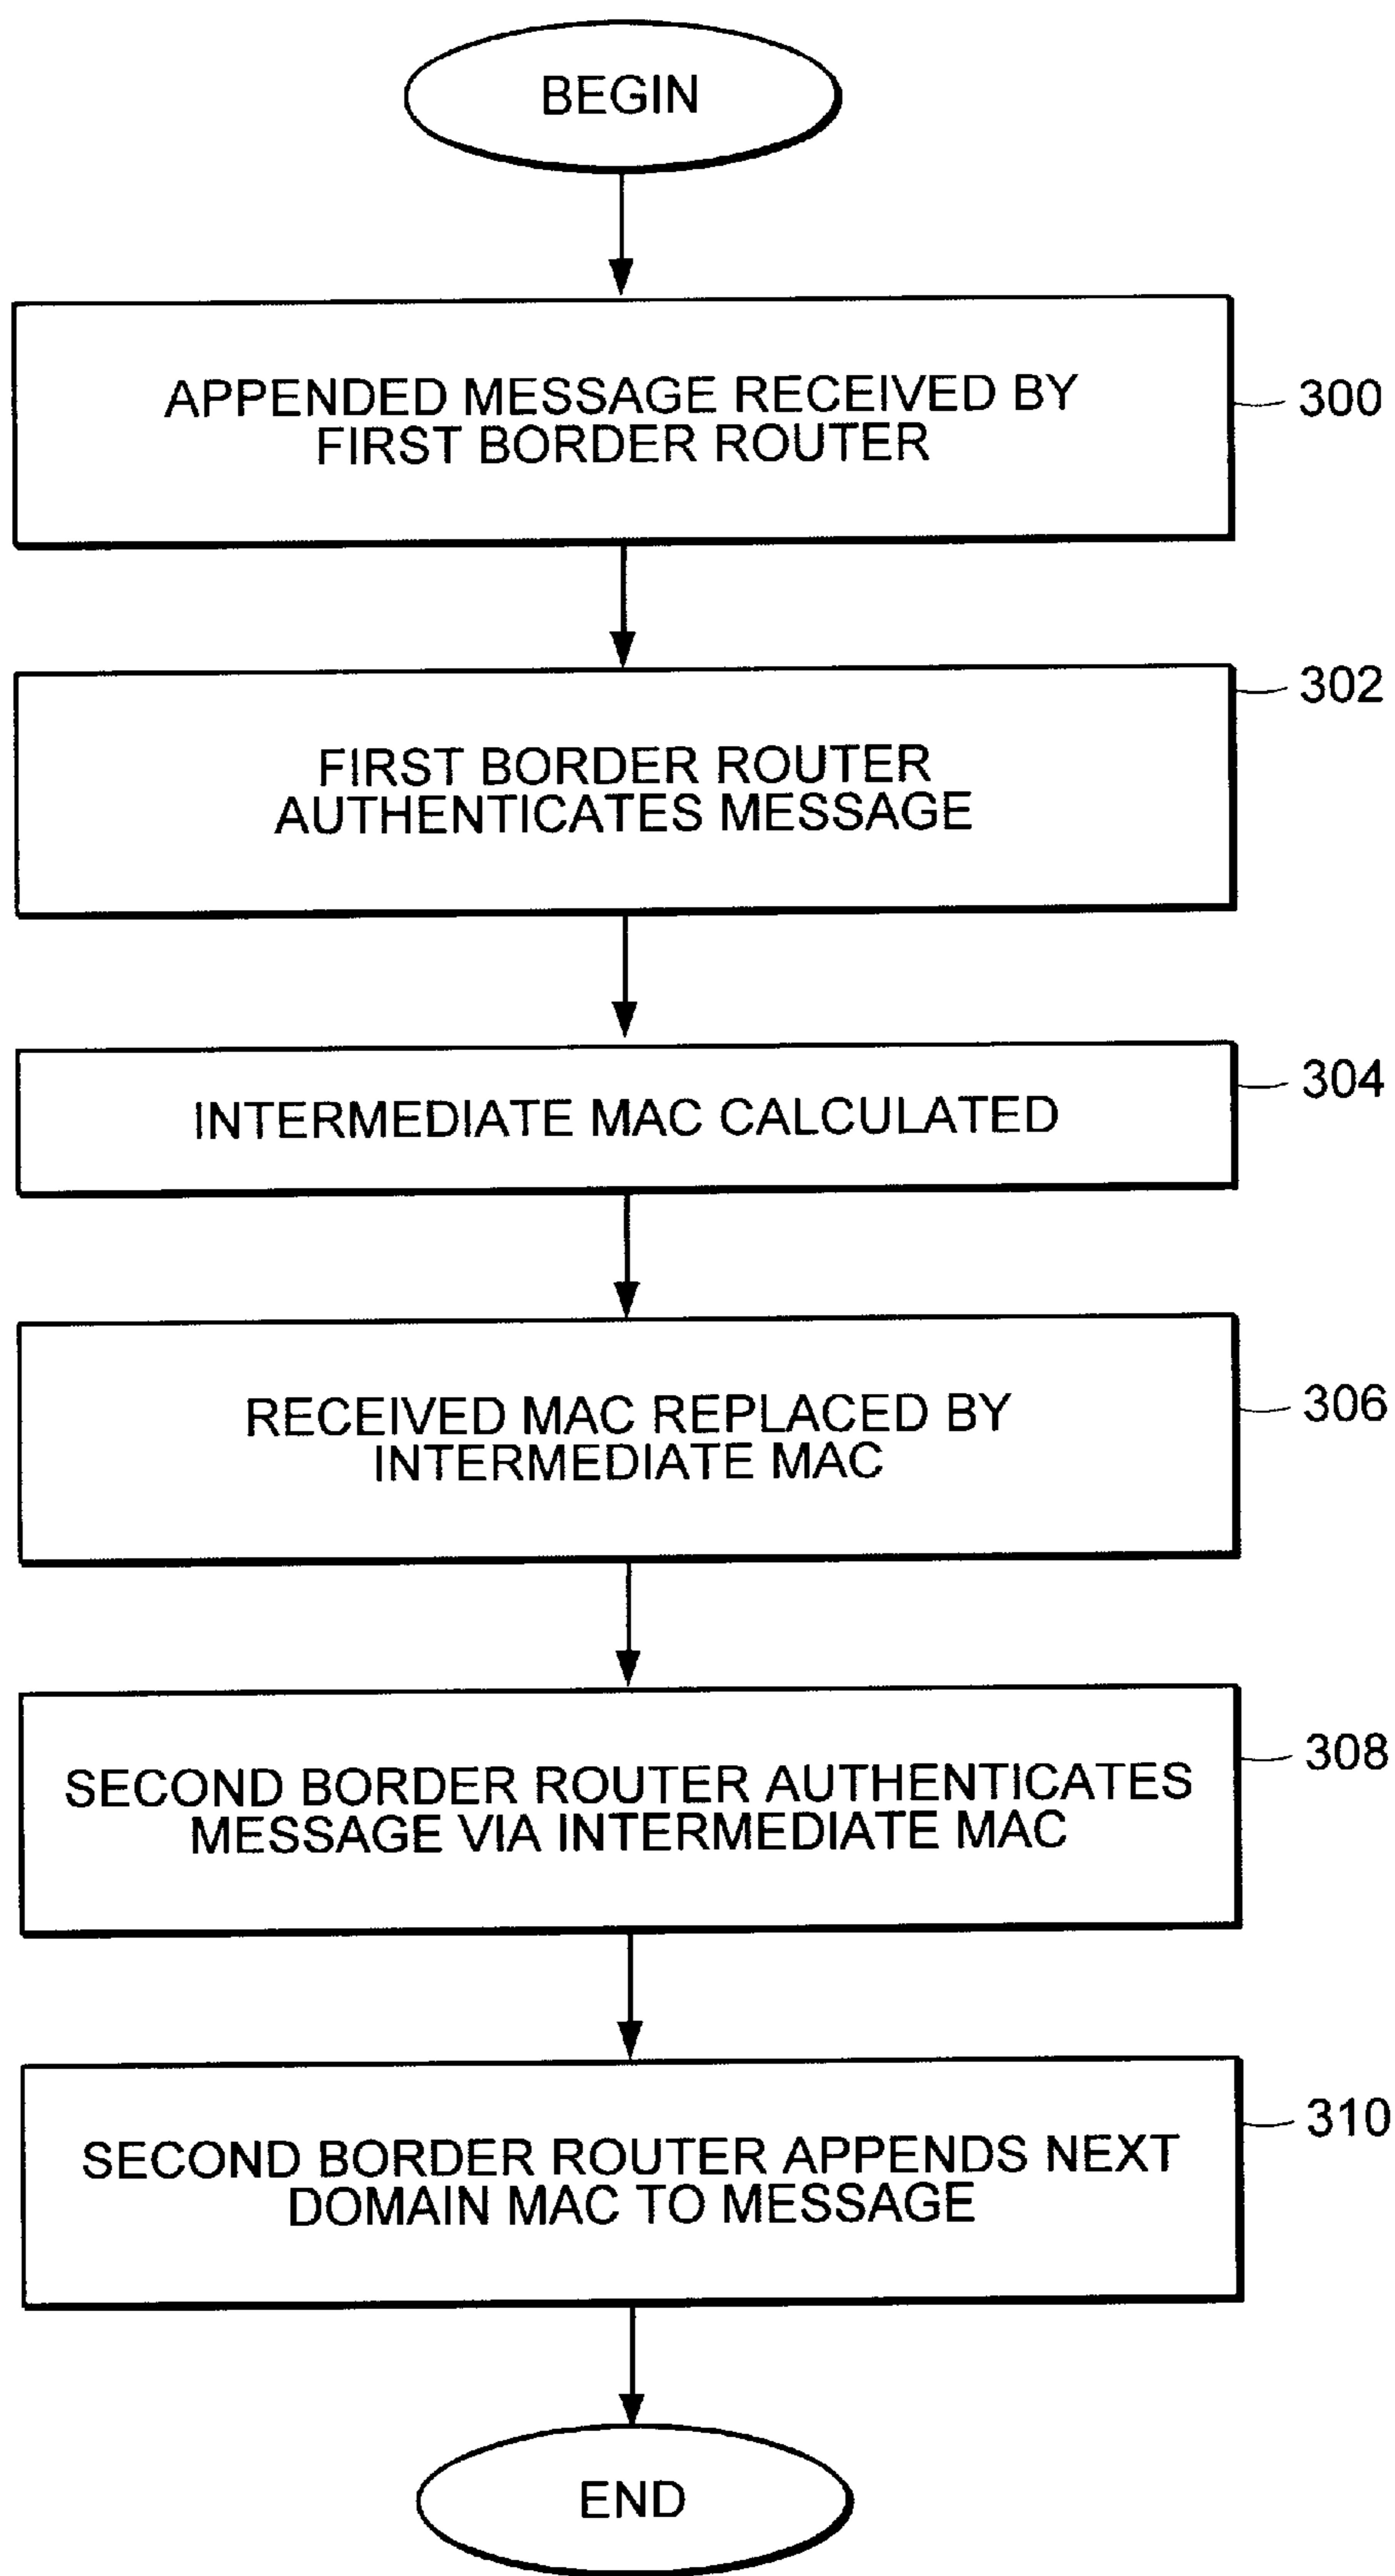 BEGIN
APPENDED MESSAGE RECEIVED BY
FIRST BORDER ROUTER
300
302
FIRST BORDER ROUTER
AUTHENTICATES MESSAGE
304
INTERMEDIATE MAC CALCULATED
RECEIVED MAC REPLACED BY
INTERMEDIATE MAC
306
SECOND BORDER ROUTER AUTHENTICATES
MESSAGE VIA INTERMEDIATE MAC
308
310
SECOND BORDER ROUTER APPENDS NEXT
DOMAIN MAC TO MESSAGE
END